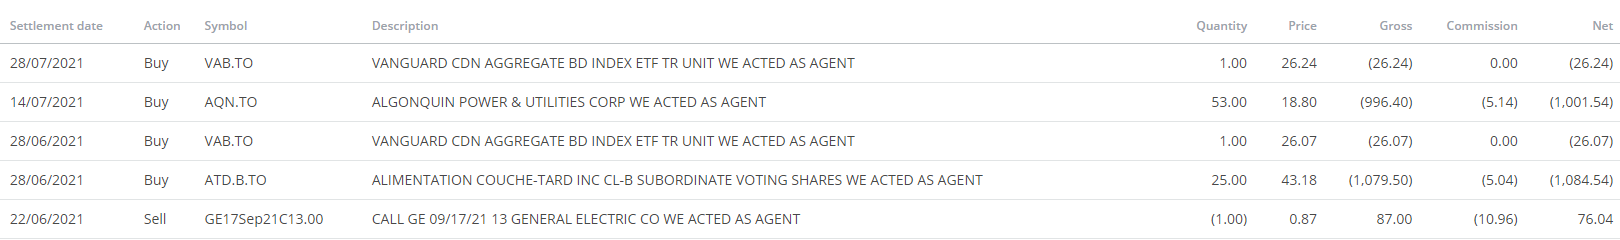 Settlement date Action Symbol Description Quantity Price Gross Commission Net
28/07/2021 Buy VAB.TO VANGUARD CDN AGGREGATE BD INDEX ETF TR UNIT WE ACTED AS AGENT 1.00 26.24 (26.24) 0.00 (26.24)
14/07/2021 Buy AQN.TO ALGONQUIN POWER & UTILITIES CORP WE ACTED AS AGENT 53.00 18.80 (996.40) (5.14) (1,001.54)
28/06/2021 Buy VAB.TO VANGUARD CDN AGGREGATE BD INDEX ETF TR UNIT WE ACTED AS AGENT 1.00 26.07 (26.07) 0.00 (26.07)
28/06/2021 Buy ATD.B.TO ALIMENTATION COUCHE-TARD INC CL-B SUBORDINATE VOTING SHARES WE ACTED AS AGENT 25.00 43.18 (1,079.50) (5.04) (1,084.54)
22/06/2021 Sell GE17Sep21C13.00 CALL GE 09/17/21 13 GENERAL ELECTRIC CO WE ACTED AS AGENT (1.00) 0.87 87.00 (10.96) 76.04